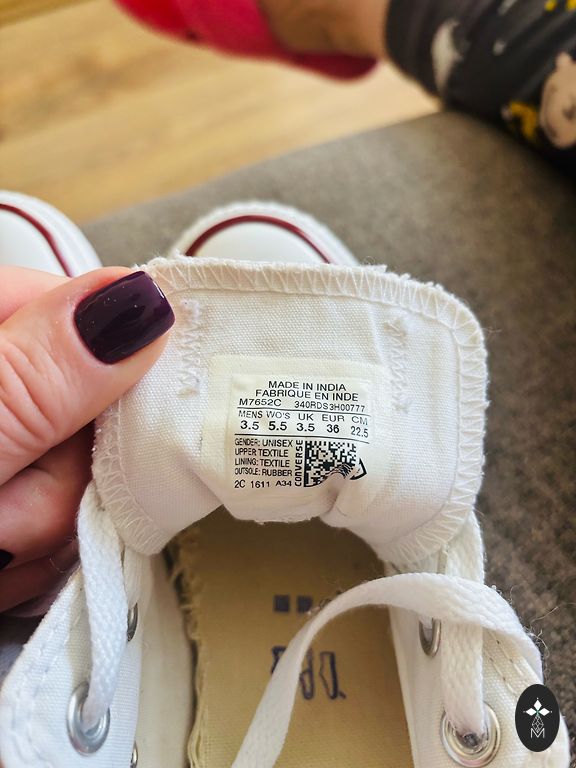 MADE IN INDIA
FABRIQUE EN INDE
M7652C 340RDS3H00777
MENS WO'S UK EUR CM
3.5 5.5 3.5 36 22.5
GENDER: UNISEX
UPPER TEXTILE
LINING: TEXTILE
OUTSOLE: RUBBER
CONVERSE
2C 1611 A34
M